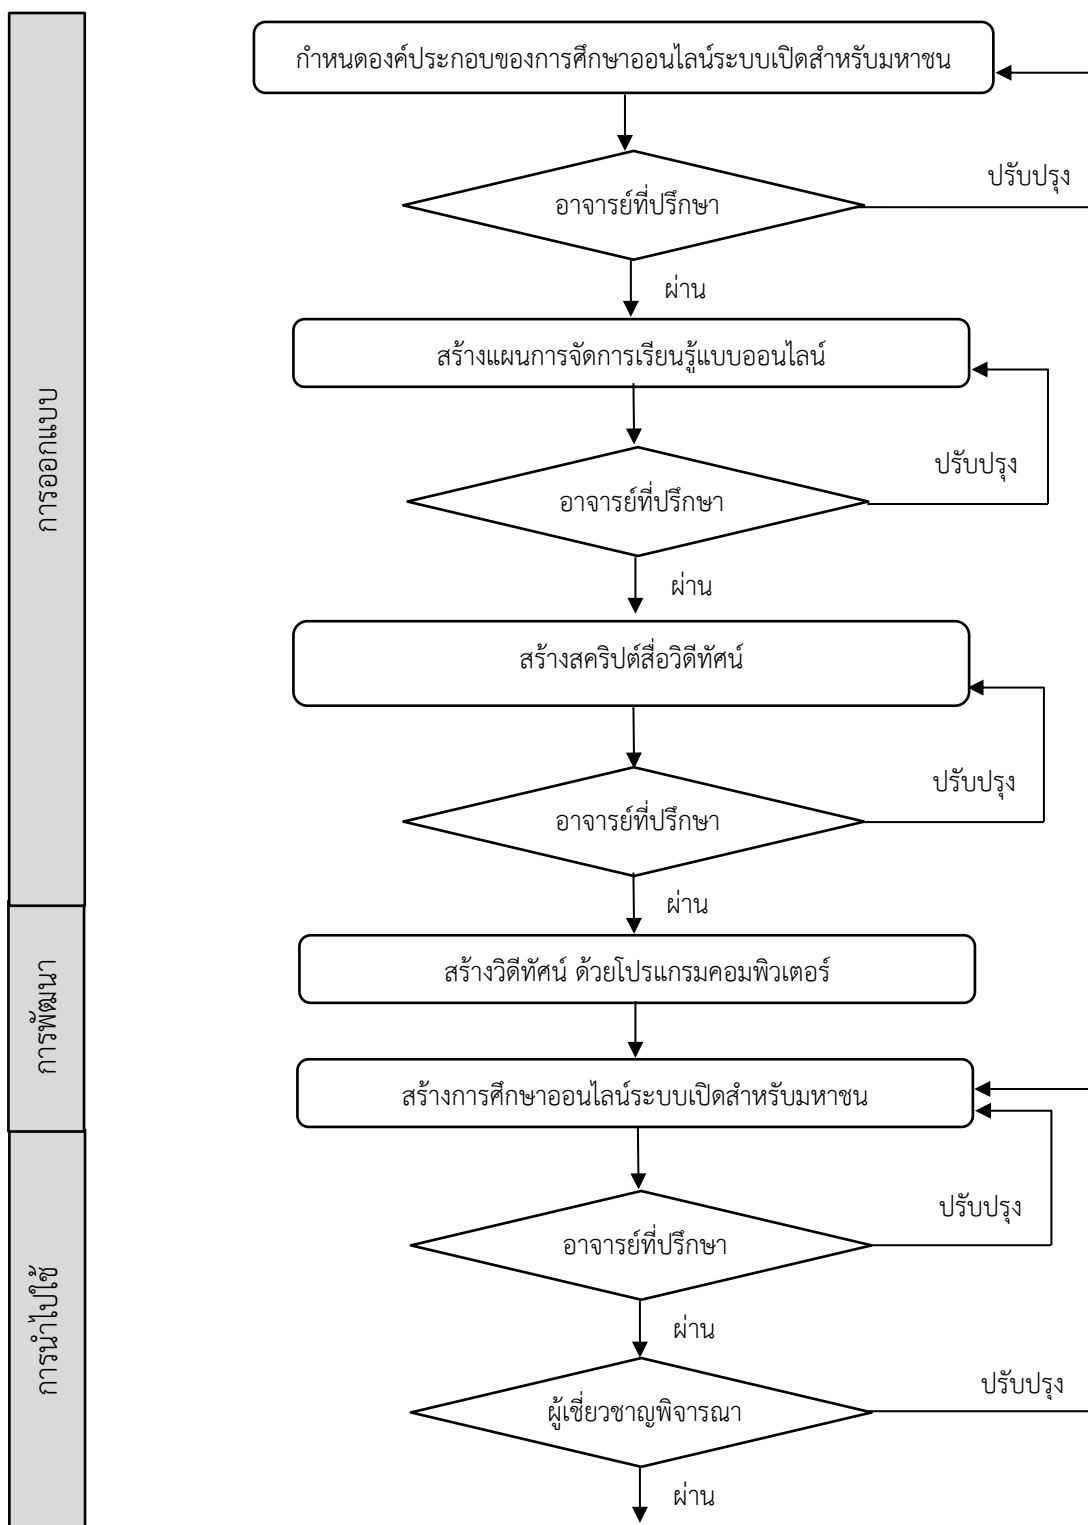 กำหนดองค์ประกอบของการศึกษาออนไลน์ระบบเปิดสำหรับมหาชน
ปรับปรุง
อาจารย์ที่ปรึกษา
ผ่าน
สร้างแผนการจัดการเรียนรู้แบบออนไลน์
การออกแบบ
ปรับปรุง
อาจารย์ที่ปรึกษา
ผ่าน
สร้างสคริปต์สื่อวิดีทัศน์
ปรับปรุง
อาจารย์ที่ปรึกษา
ผ่าน
สร้างวิดีทัศน์ ด้วยโปรแกรมคอมพิวเตอร์
การพัฒนา
สร้างการศึกษาออนไลน์ระบบเปิดสำหรับมหาชน
ปรับปรุง
อาจารย์ที่ปรึกษา
การนำไปใช้
ผ่าน
ปรับปรุง
ผู้เชี่ยวชาญพิจารณา
ผ่าน